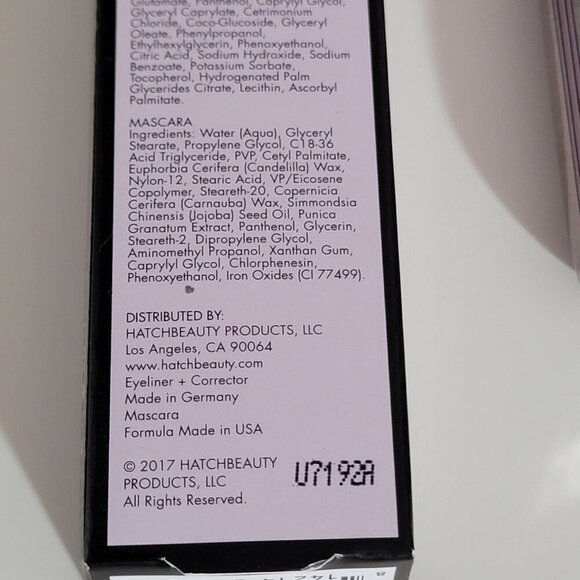 Glutamate, Panthenol, Caprylyl Glycol,
Glyceryl Caprylate, Cetrimonium
Chloride, Coco-Glucoside, Glyceryl
Oleate, Phenylpropanol,
Ethylhexylglycerin, Phenoxyethanol,
Citric Acid, Sodium Hydroxide, Sodium
Benzoate, Potassium Sorbate,
Tocopherol, Hydrogenated Palm
Glycerides Citrate, Lecithin, Ascorbyl
Palmitate.
MASCARA
Ingredients: Water (Aqua), Glyceryl
Stearate, Propylene Glycol, C18-36
Acid Triglyceride, PVP, Cetyl Palmitate,
Euphorbia Cerifera (Candelilla) Wax,
Nylon-12, Stearic Acid, VP/Eicosene
Copolymer, Steareth-20, Copernicia
Cerifera (Carnauba) Wax, Simmondsia
Chinensis (Jojoba) Seed Oil, Punica
Granatum Extract, Panthenol, Glycerin,
Steareth-2, Dipropylene Glycol,
Aminomethyl Propanol, Xanthan Gum,
Caprylyl Glycol, Chlorphenesin,
Phenoxyethanol, Iron Oxides (CI 77499).
DISTRIBUTED BY:
HATCHBEAUTY PRODUCTS, LLC
Los Angeles, CA 90064
www.hatchbeauty.com
Eyeliner + Corrector
Made in Germany
Mascara
Formula Made in USA
© 2017 HATCHBEAUTY
PRODUCTS, LLC
All Rights Reserved.
U7192A